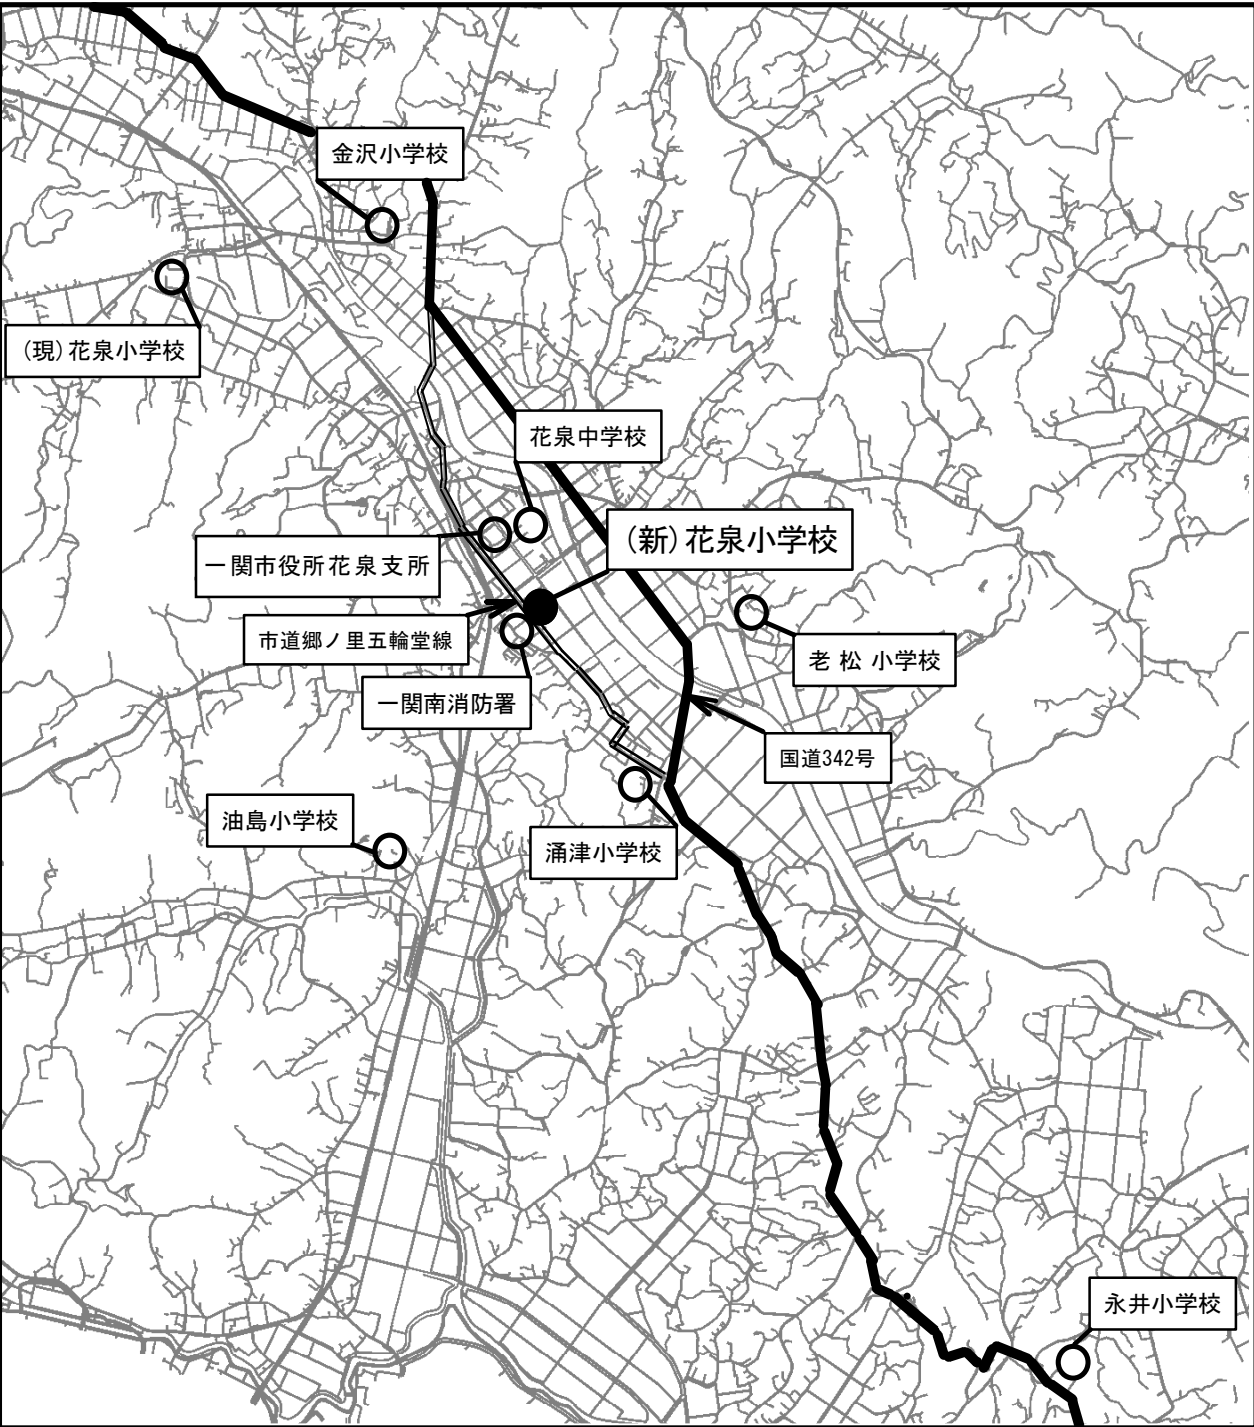 金沢小学校
(現)花泉小学校
花泉中学校
(新)花泉小学校
一関市役所花泉支所
市道郷ノ里五輪堂線
老松小学校
一関南消防署
国道342号
油島小学校
涌津小学校
永井小学校